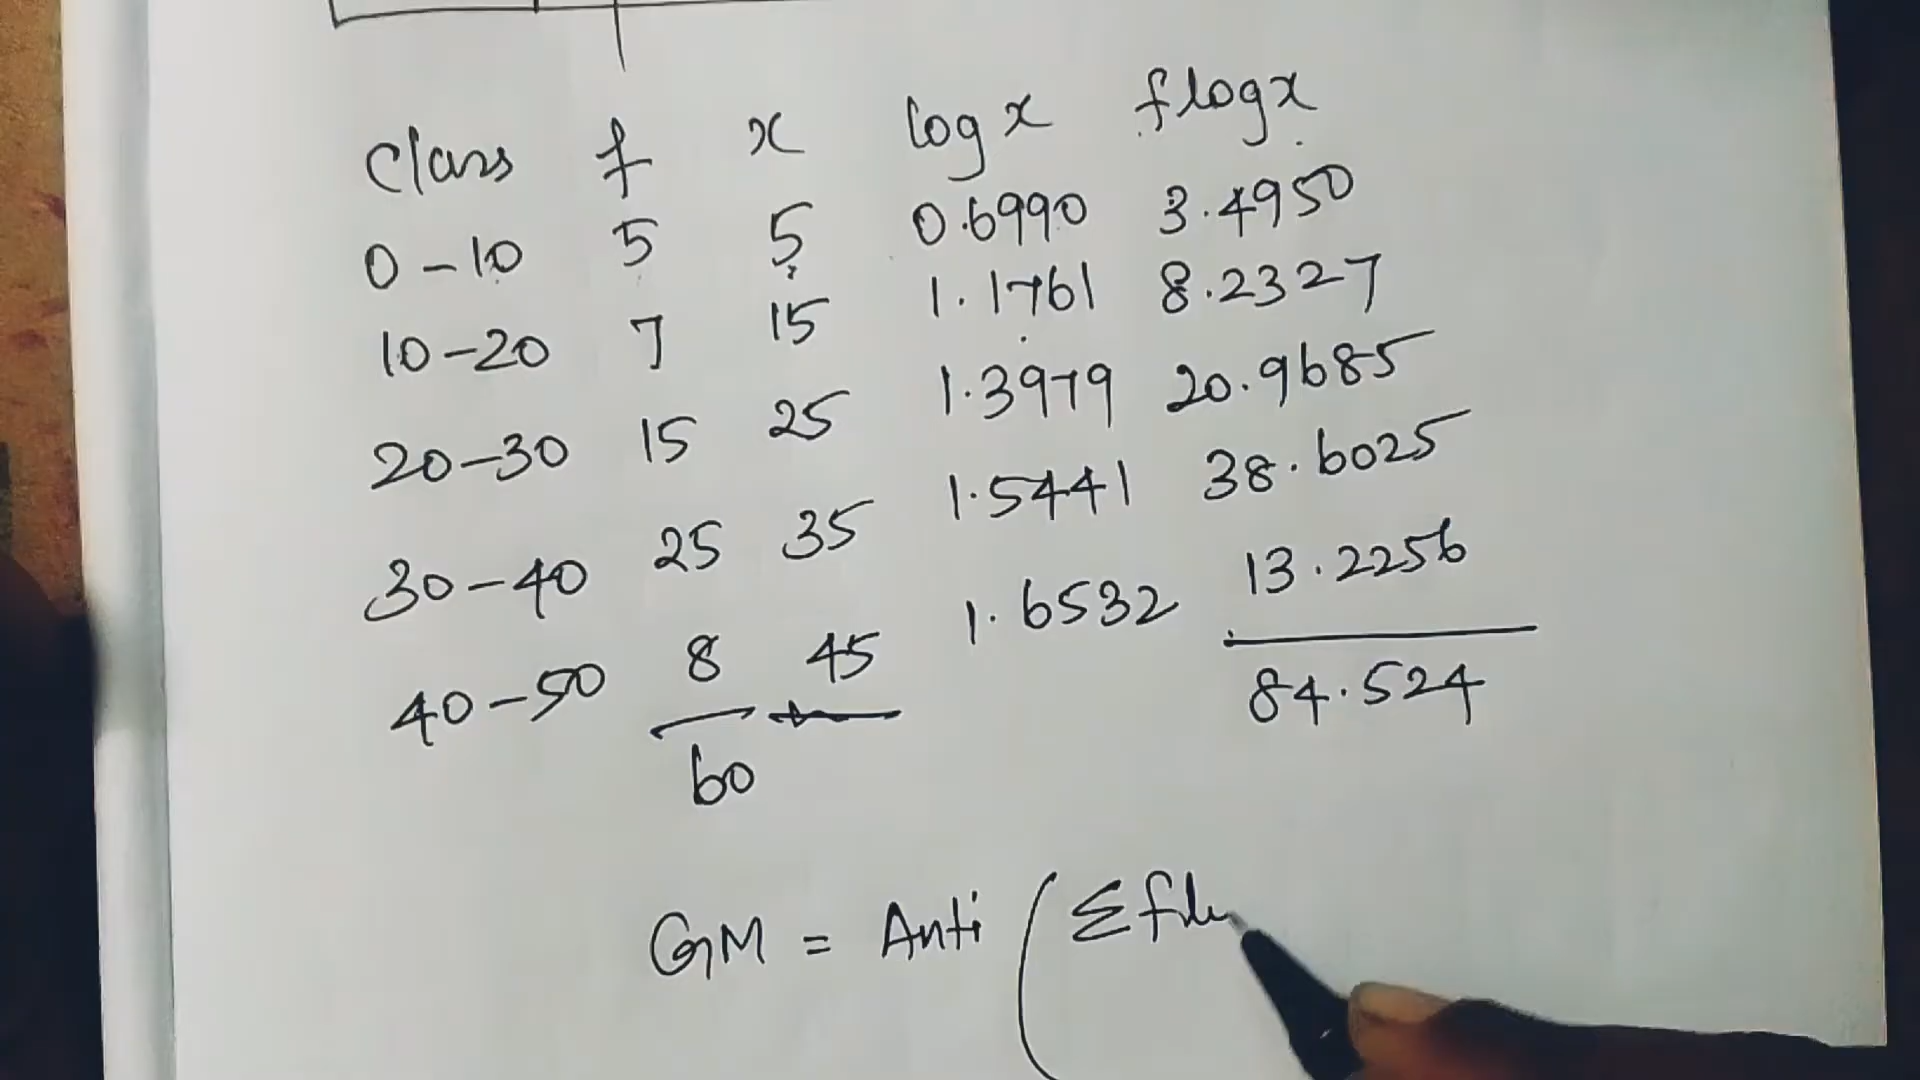 Class f x log x flogx
0-10 5 5 0.6990 3.4950
10-20 7 15 1.1761 8.2327
20-30 15 25 1.3979 20.9685
30-40 25 35 1.5441 38.6025
40-50 8 45 1.6532 13.2256
60 84.524
GM = Anti ( Σ flo